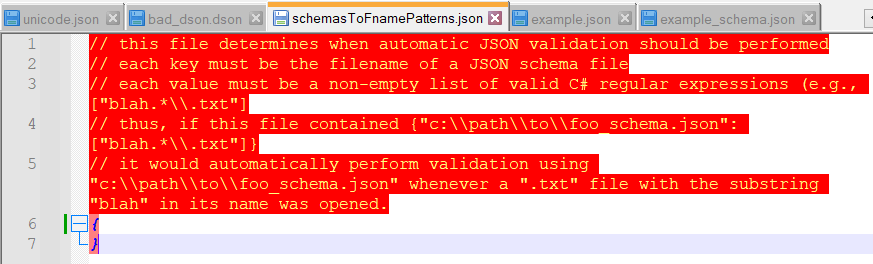 unicode.json bad_dson.dson schemasToFnamePatterns.json example.json example_schema.json
1 // this file determines when automatic JSON validation should be performed
2 // each key must be the filename of a JSON schema file
3 // each value must be a non-empty list of valid C# regular expressions (e.g.,
["blah.*\\.txt"]
4 // thus, if this file contained {"c:\\path\\to\\foo_schema.json":
["blah.*\\.txt"]}
5 // it would automatically perform validation using
"c:\\path\\to\\foo_schema.json" whenever a ".txt" file with the substring
"blah" in its name was opened.
6 {
7 }